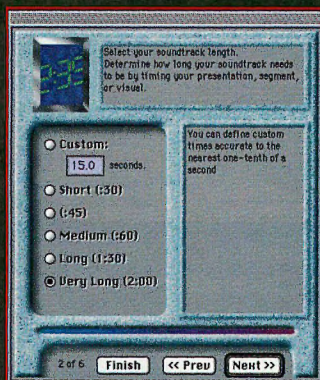 Select your soundtrack length.
Determine how long your soundtrack needs
to be by timing your presentation, segment,
or visual.
Custom:
15.0 seconds.
Short (:30)
(:45)
Medium (:60)
Long (1:30)
Very Long (2:00)
You can define custom
times accurate to the
nearest one-tenth of a
second
2 of 6
Finish
<< Prev
Next >>